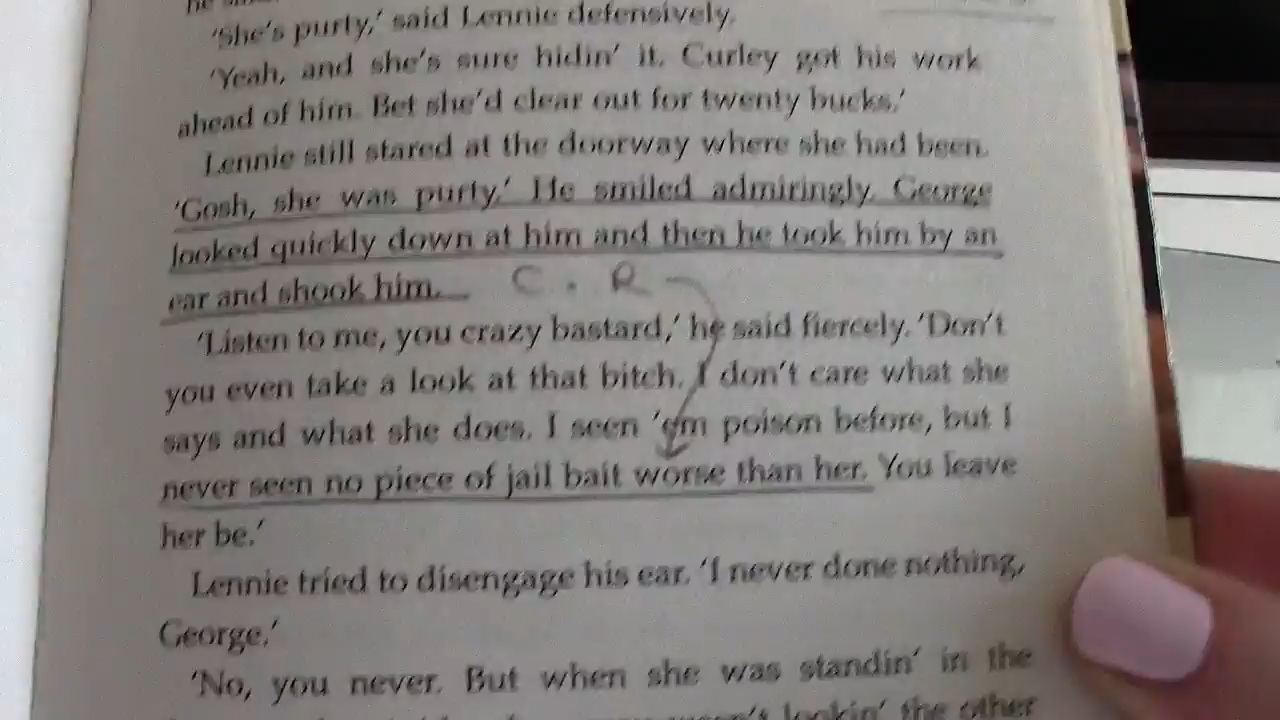 'She's purty,' said Lennie defensively.
'Yeah, and she's sure hidin' it. Curley got his work
ahead of him. Bet she'd clear out for twenty bucks.'
Lennie still stared at the doorway where she had been.
'Gosh, she was purty.' He smiled admiringly. George
looked quickly down at him and then he took him by an
ear and shook him.
C. R
'Listen to me, you crazy bastard,' he said fiercely. 'Don't
you even take a look at that bitch. I don't care what she
says and what she does. I seen 'em poison before, but I
never seen no piece of jail bait worse than her. You leave
her be.'
Lennie tried to disengage his ear. 'I never done nothing,
George.'
'No, you never. But when she was standin' in the
lookin' the other